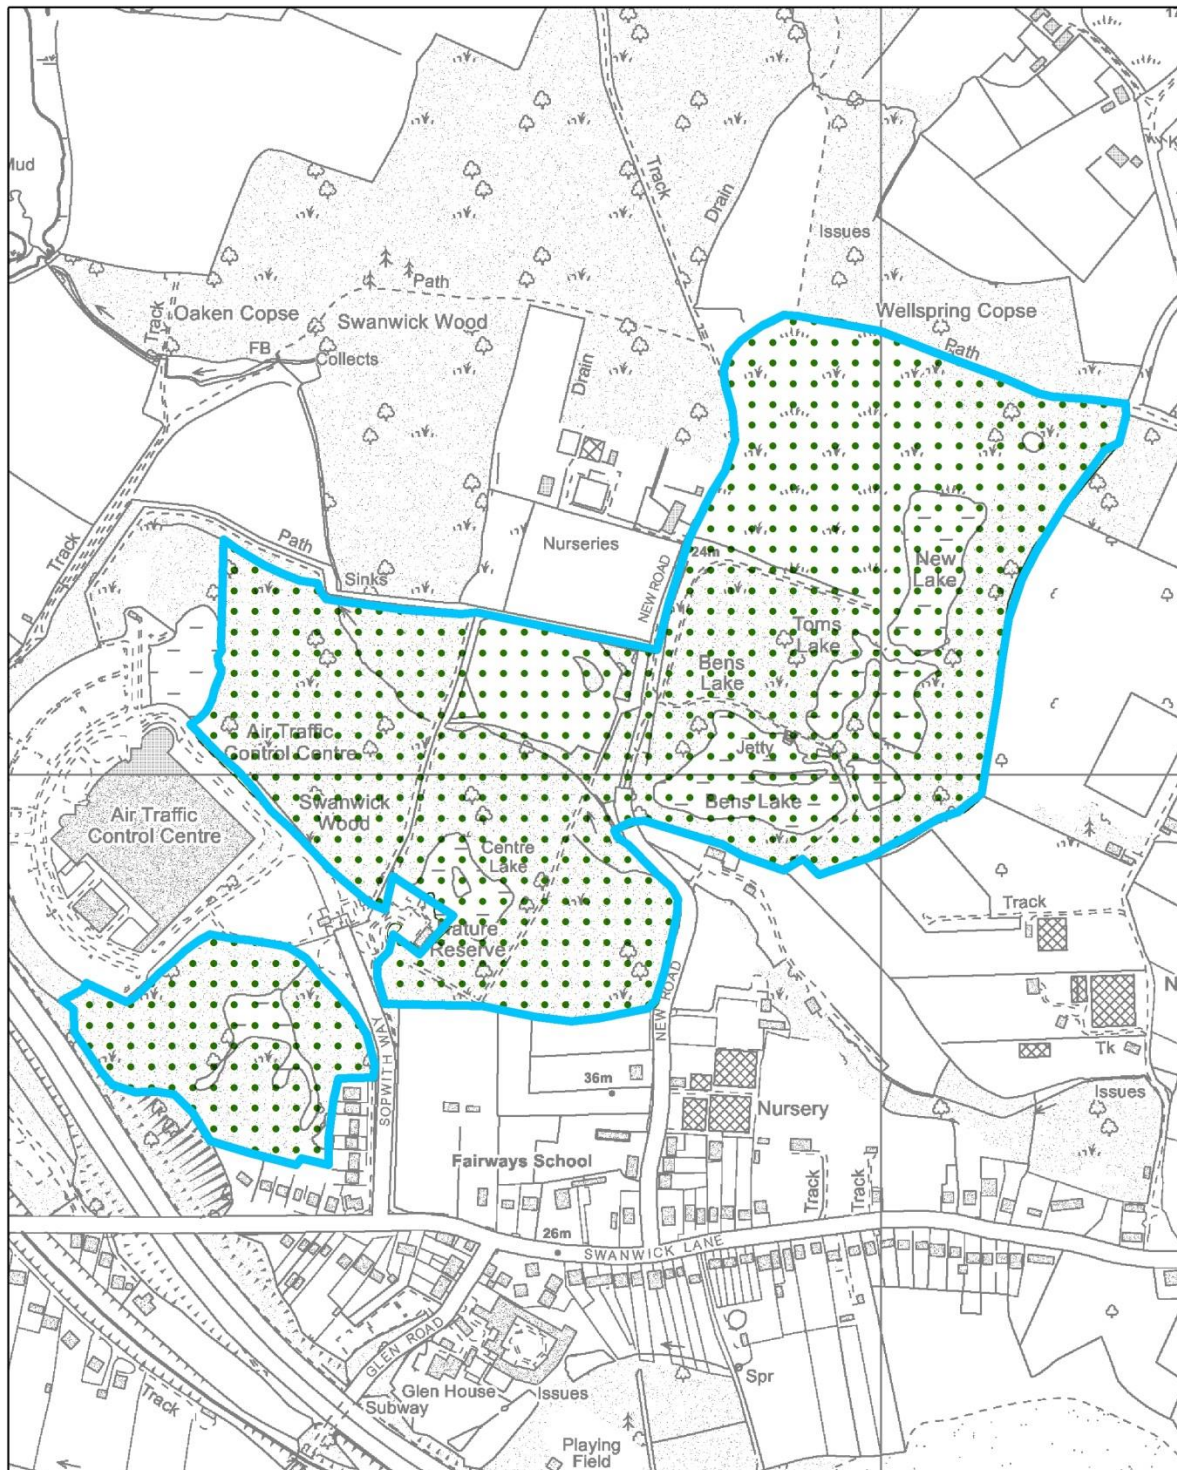 17
Mud
Track
Drain
K
Issues
Path
Oaken Copse
Swanwick Wood
Wellspring Copse
Track
FB
Collects
Path
Drain
Track
Path
Nurseries
24m
New
Lake
Sinks
NEW ROAD
Toms
Lake
Bens
Lake
Air Traffic
Control Centre
Jetty
Swanwick
Wood
Bens Lake
Air Traffic
Control Centre
Centre
Lake
Track
Nature
Reserve
NEW ROAD
N
SOPWITH WAY
Tk
36m
Issues
Nursery
Fairways School
Track
Track
26m
SWANWICK LANE
GLEN ROAD
Spr
Track
Glen House
Issues
Subway
Playing
Field